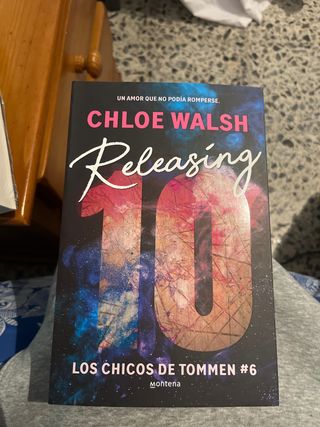 UN AMOR QUE NO PODÍA ROMPERSE.
CHLOE WALSH
Releasing
10
LOS CHICOS DE TOMMEN #6
montena